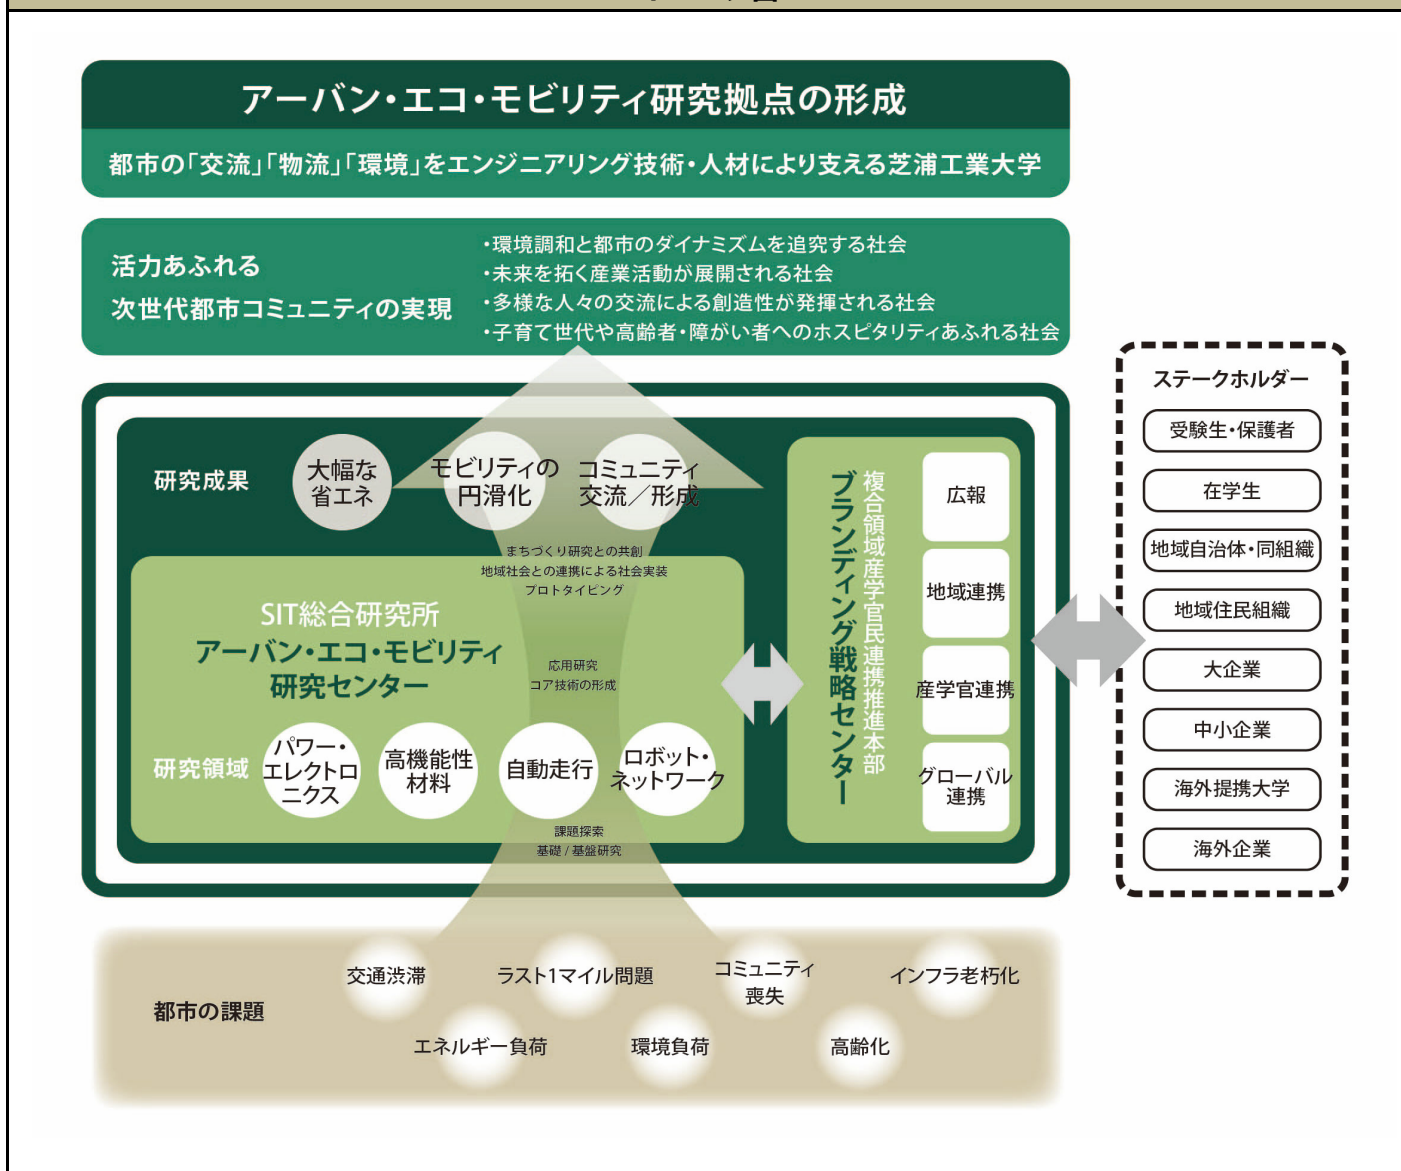 アーバン・エコ・モビリティ研究拠点の形成
都市の「交流」「物流」「環境」をエンジニアリング技術・人材により支える芝浦工業大学
活力あふれる
次世代都市コミュニティの実現
・環境調和と都市のダイナミズムを追究する社会
・未来を拓く産業活動が展開される社会
・多様な人々の交流による創造性が発揮される社会
・子育て世代や高齢者・障がい者へのホスピタリティあふれる社会
研究成果
大幅な
省エネ
モビリティの
円滑化
コミュニティ
交流／形成
まちづくり研究との共創
地域社会との連携による社会実装
プロトタイピング
SIT総合研究所
アーバン・エコ・モビリティ
研究センター
応用研究
コア技術の形成
研究領域
パワー・
エレクトロ
ニクス
高機能性
材料
自動走行
ロボット・
ネットワーク
課題探索
基礎 / 基盤研究
複合領域産学官民連携推進本部
ブランディング戦略センター
広報
地域連携
産学官連携
グローバル
連携
ステークホルダー
受験生・保護者
在学生
地域自治体・同組織
地域住民組織
大企業
中小企業
海外提携大学
海外企業
都市の課題
交通渋滞
ラスト1マイル問題
コミュニティ
喪失
インフラ老朽化
エネルギー負荷
環境負荷
高齢化